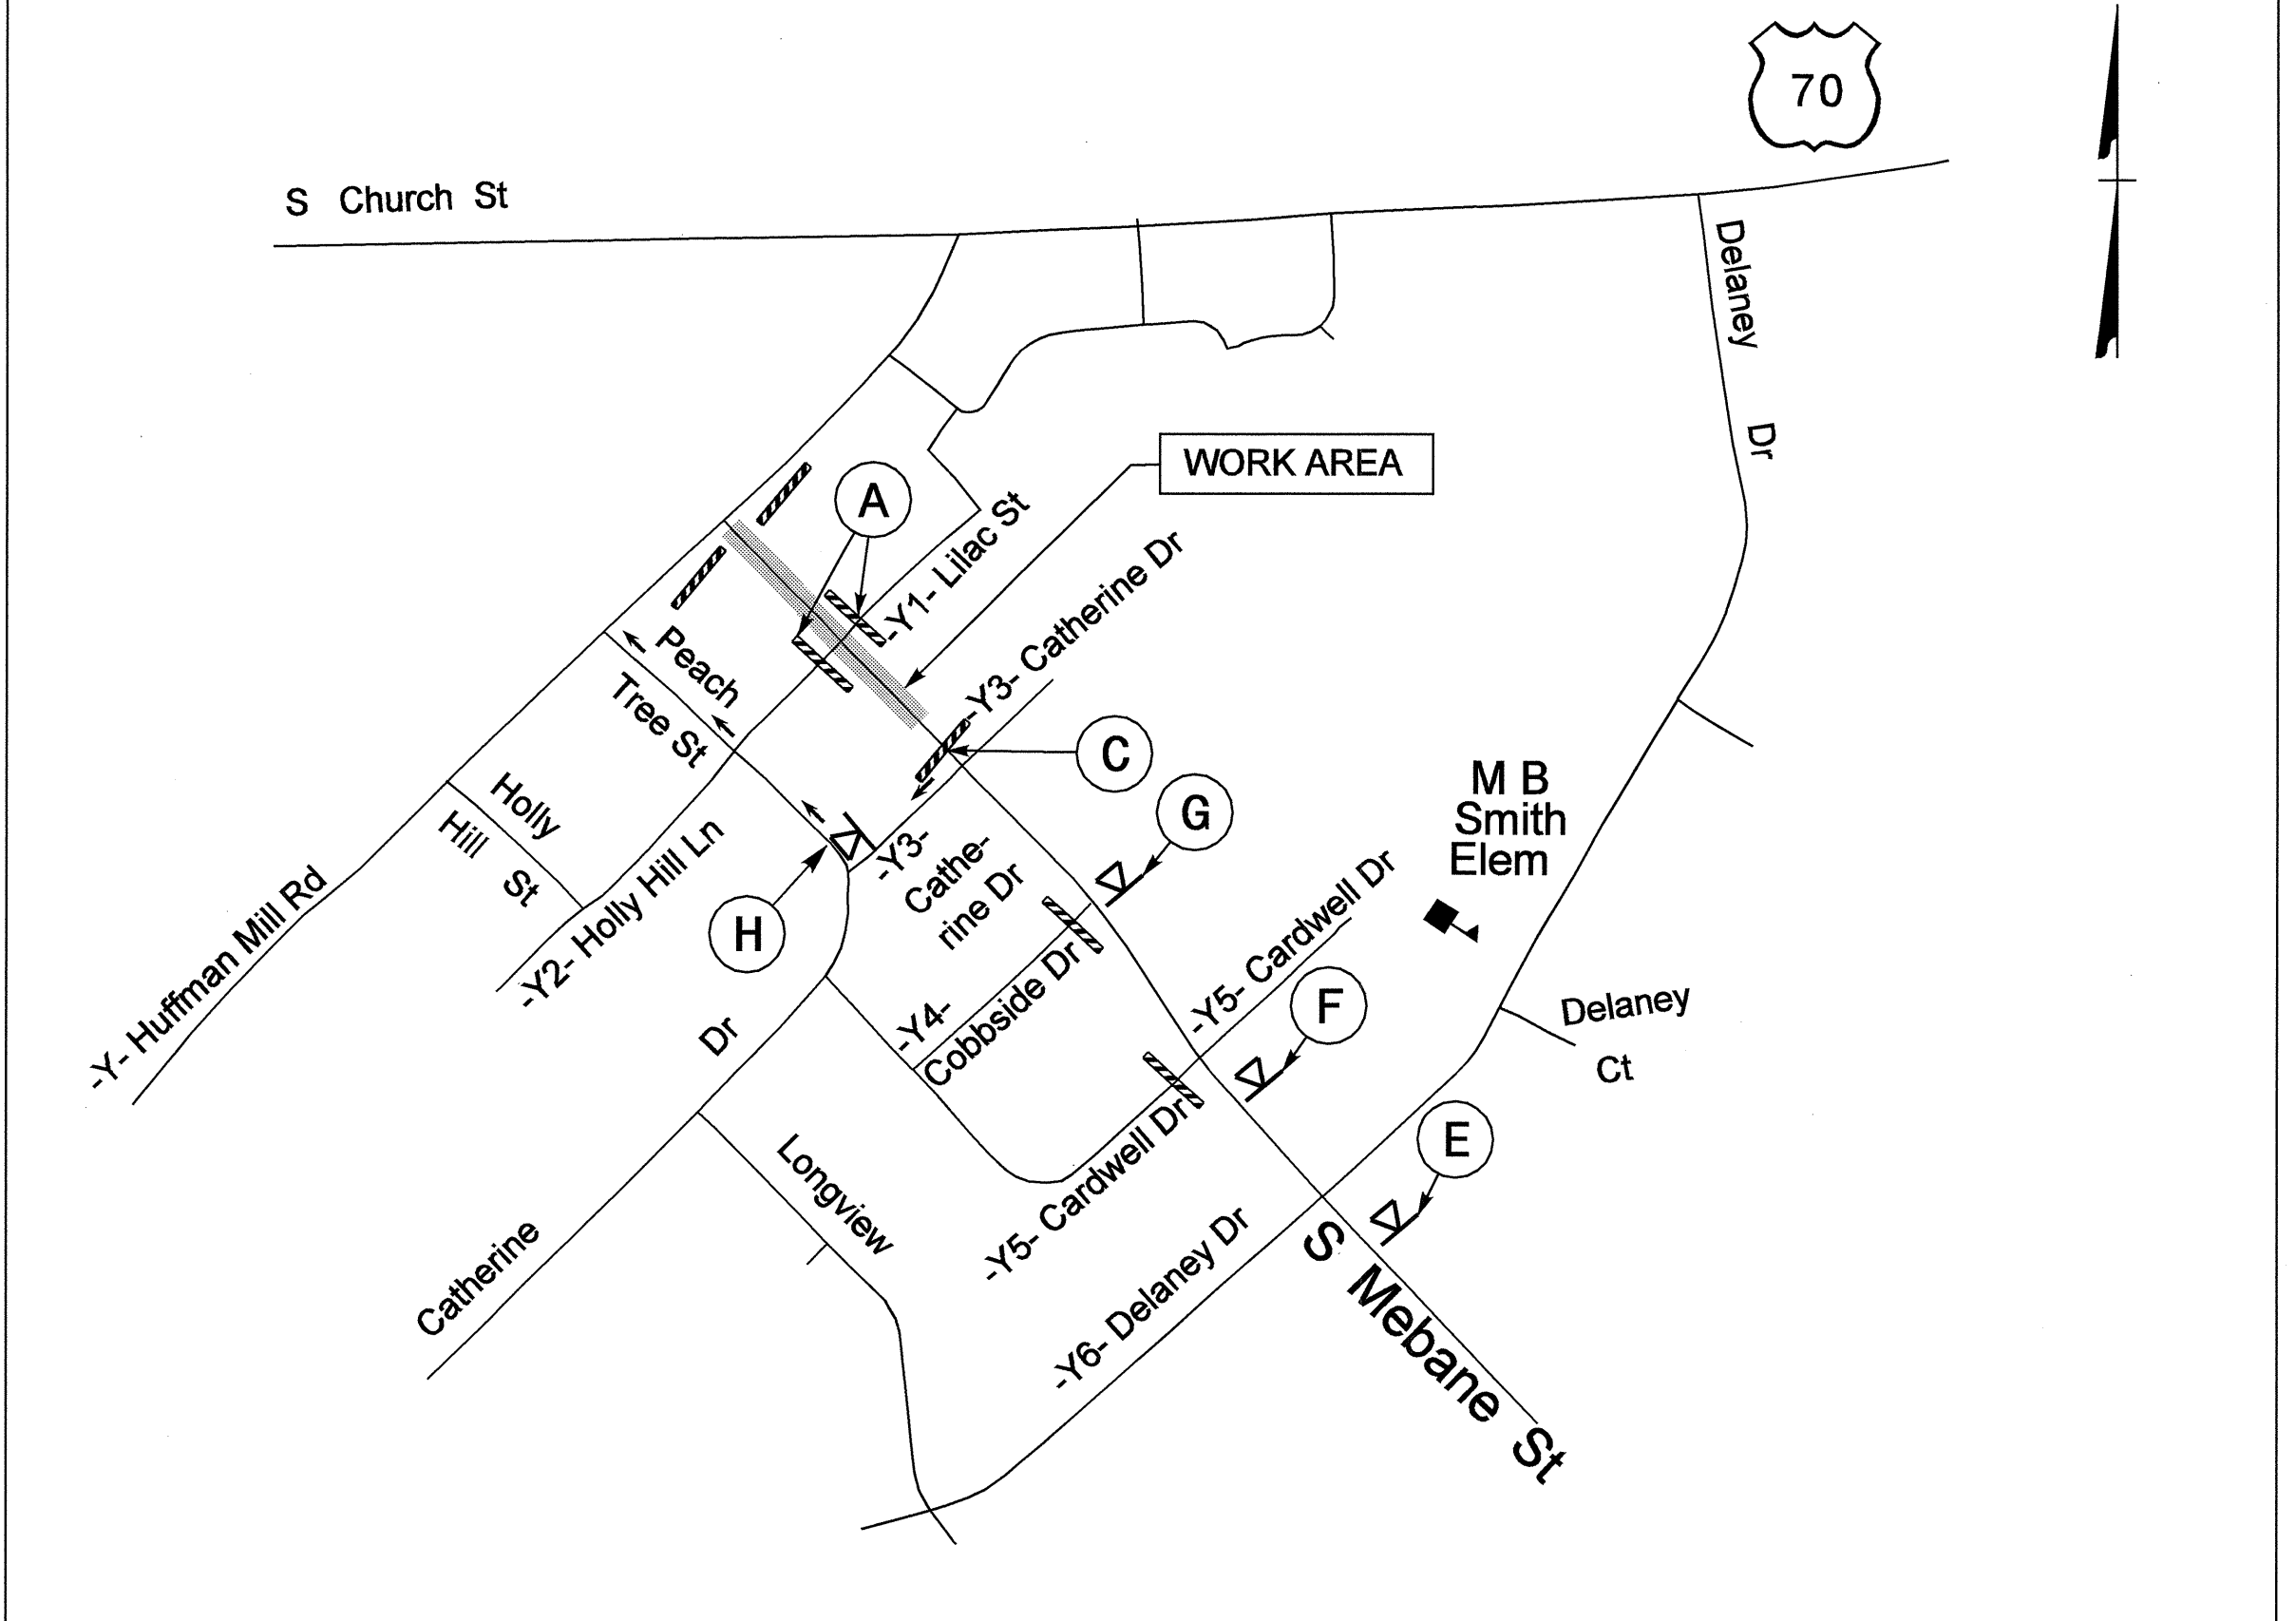 70
S Church St
Delaney Dr
WORK AREA
A
-Y1- Lilac St
-Y3- Catherine Dr
Peach
Tree St
C
G
M B
Smith
Elem
Holly
Hill St
-Y3-
Cathe-
rine Dr
-Y2- Holly Hill Ln
H
-Y- Huffman Mill Rd
-Y5- Cardwell Dr
F
-Y4-
Cobbside Dr
Delaney
Ct
Catherine Dr
E
Longview
-Y5- Cardwell Dr
-Y6- Delaney Dr
S Mebane St